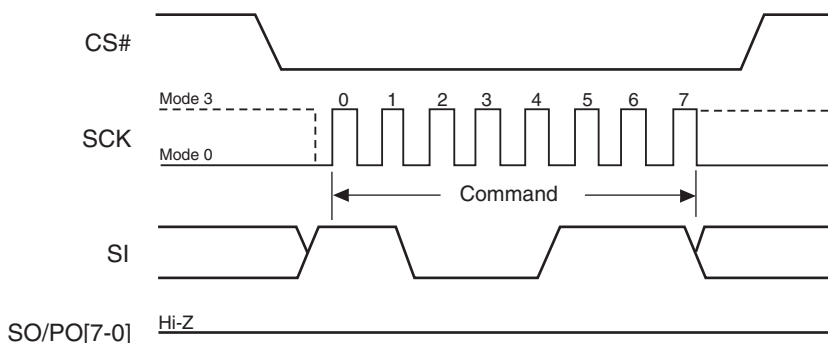 CS#
Mode 3
0 1 2 3 4 5 6 7
SCK
Mode 0
Command
SI
Hi-Z
SO/PO[7-0]